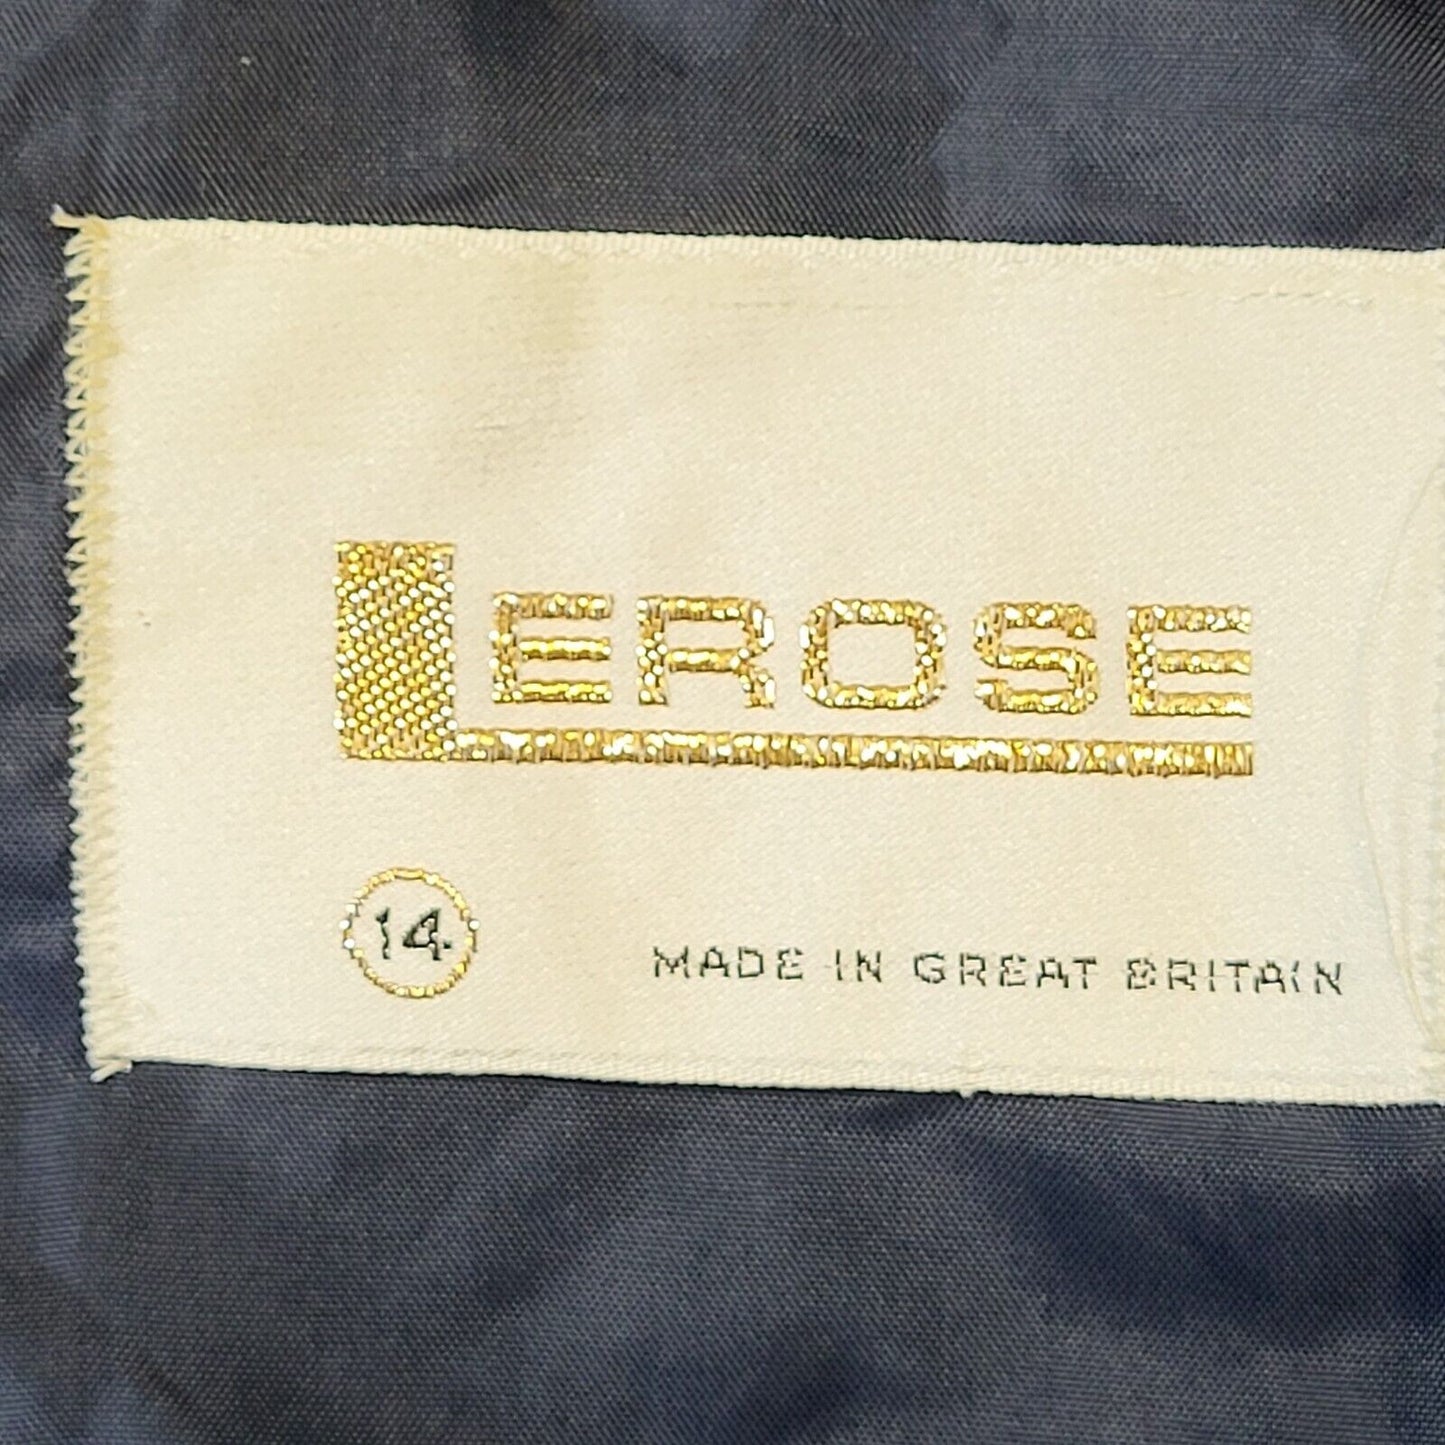 LEROSE
14.
MADE IN GREAT BRITAIN